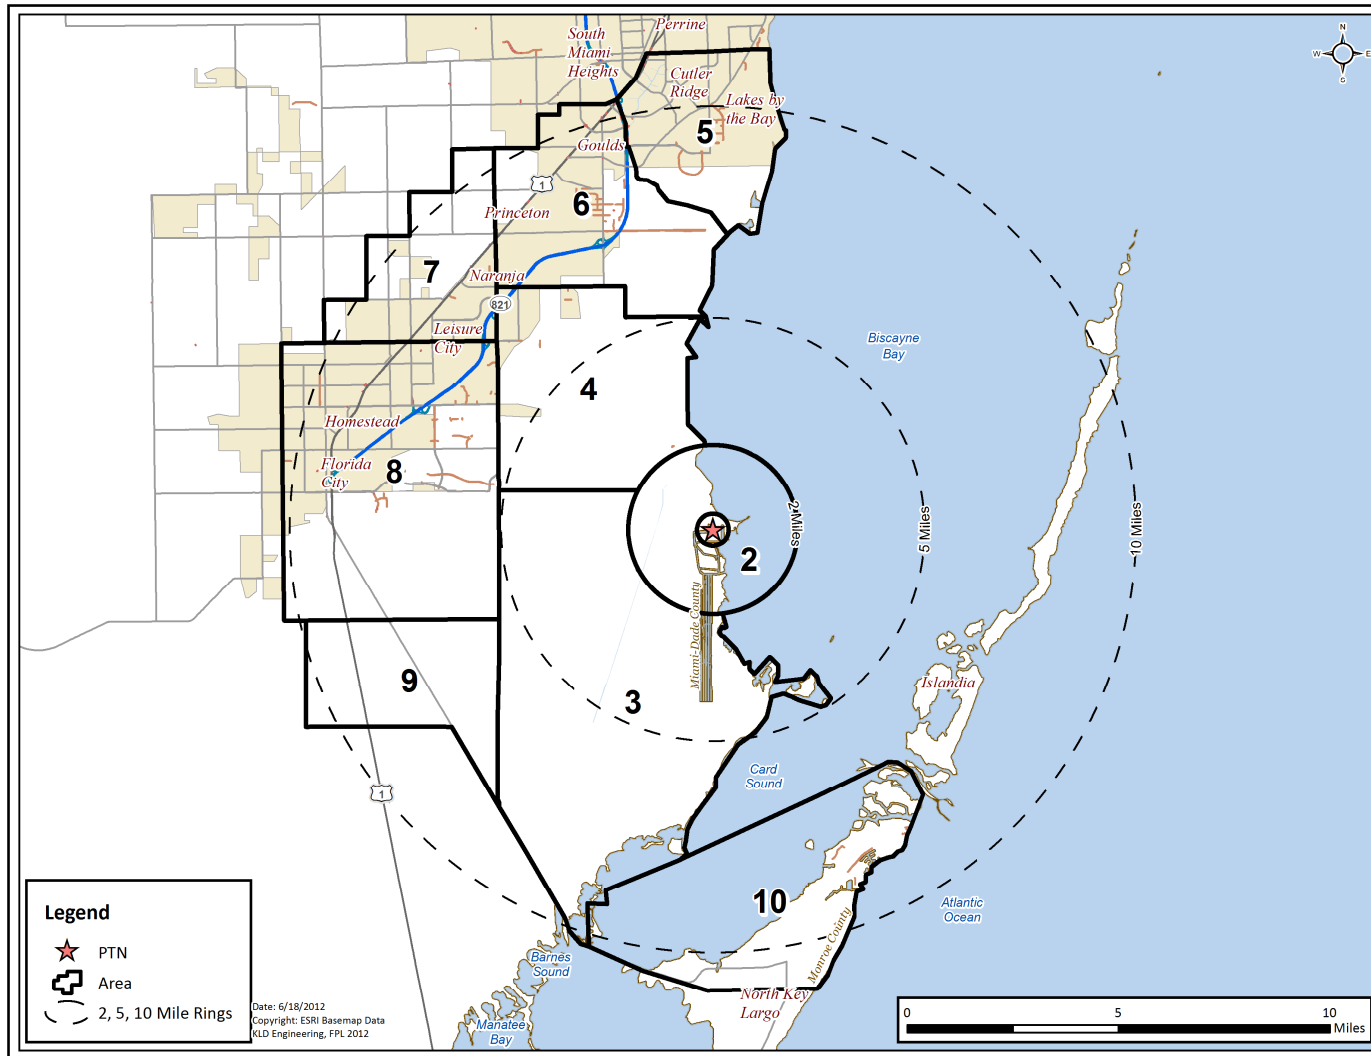 Perrine
South
Miami
Heights
N
W
E
S
Cutler
Ridge
Lakes by
the Bay
5
Goulds
1
6
Princeton
7
Naranja
821
Leisure
City
Biscayne
Bay
4
Homestead
Florida
City
8
2 Miles
5 Miles
10 Miles
2
Miami-Dade County
9
3
Islandia
Card
Sound
1
10
Atlantic
Ocean
Monroe County
Barnes
Sound
North Key
Largo
Manatee
Bay
Legend
PTN
Area
2, 5, 10 Mile Rings
Date: 6/18/2012
Copyright: ESRI Basemap Data
KLD Engineering, FPL 2012
0 5 10
Miles